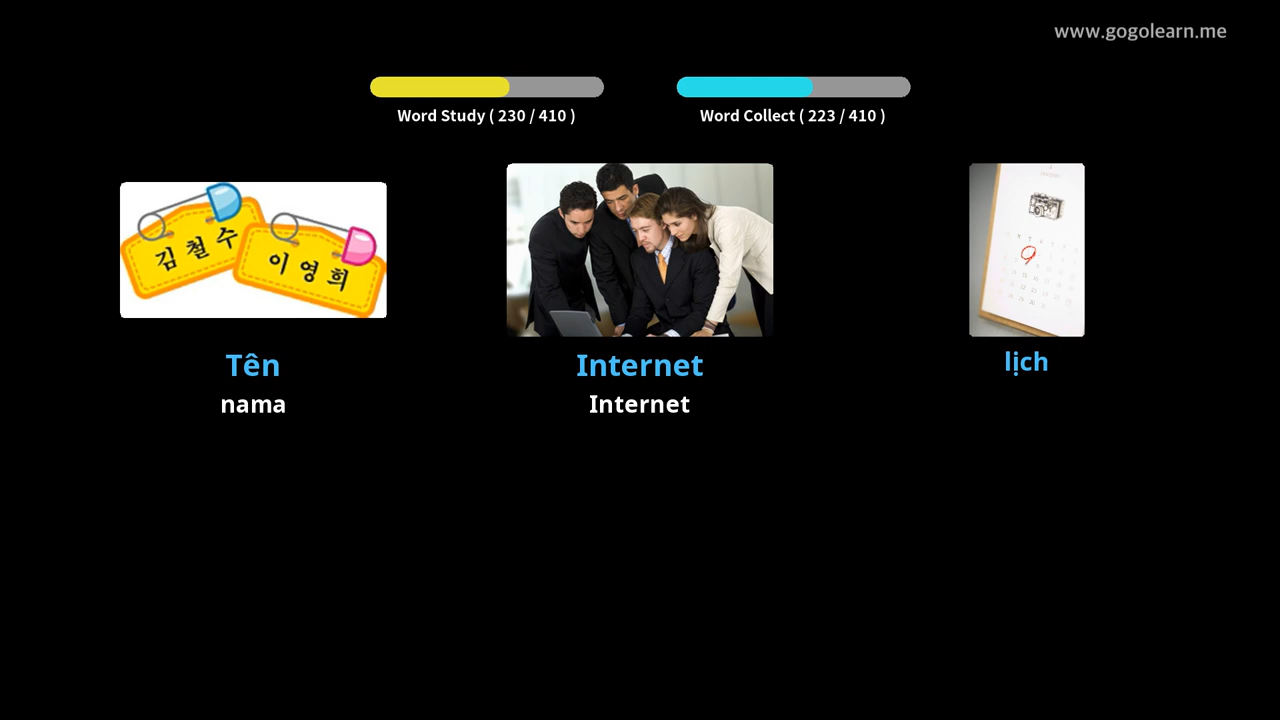 www.gogolearn.me
Word Study ( 230 / 410 )
Word Collect ( 223 / 410 )
김철수
이영희
Tên
Internet
lịch
nama
Internet